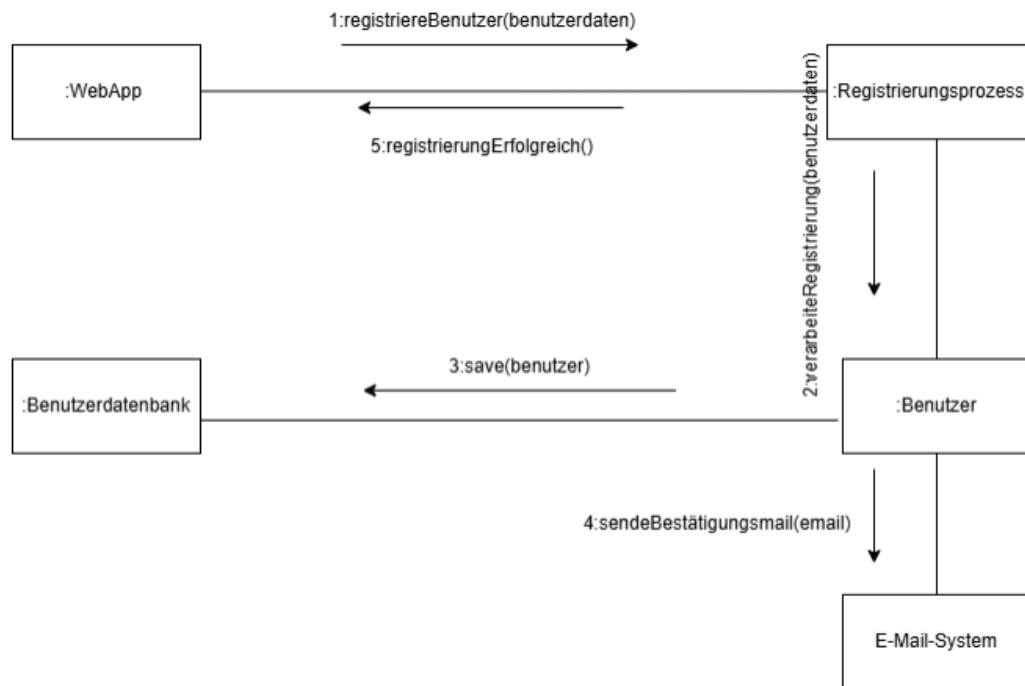 1:registriereBenutzer(benutzerdaten)
:WebApp
:Registrierungsprozess
5:registrierungErfolgreich()
2:verarbeiteRegistrierung(benutzerdaten)
3:save(benutzer)
:Benutzerdatenbank
:Benutzer
4:sendeBestätigungsmail(email)
E-Mail-System